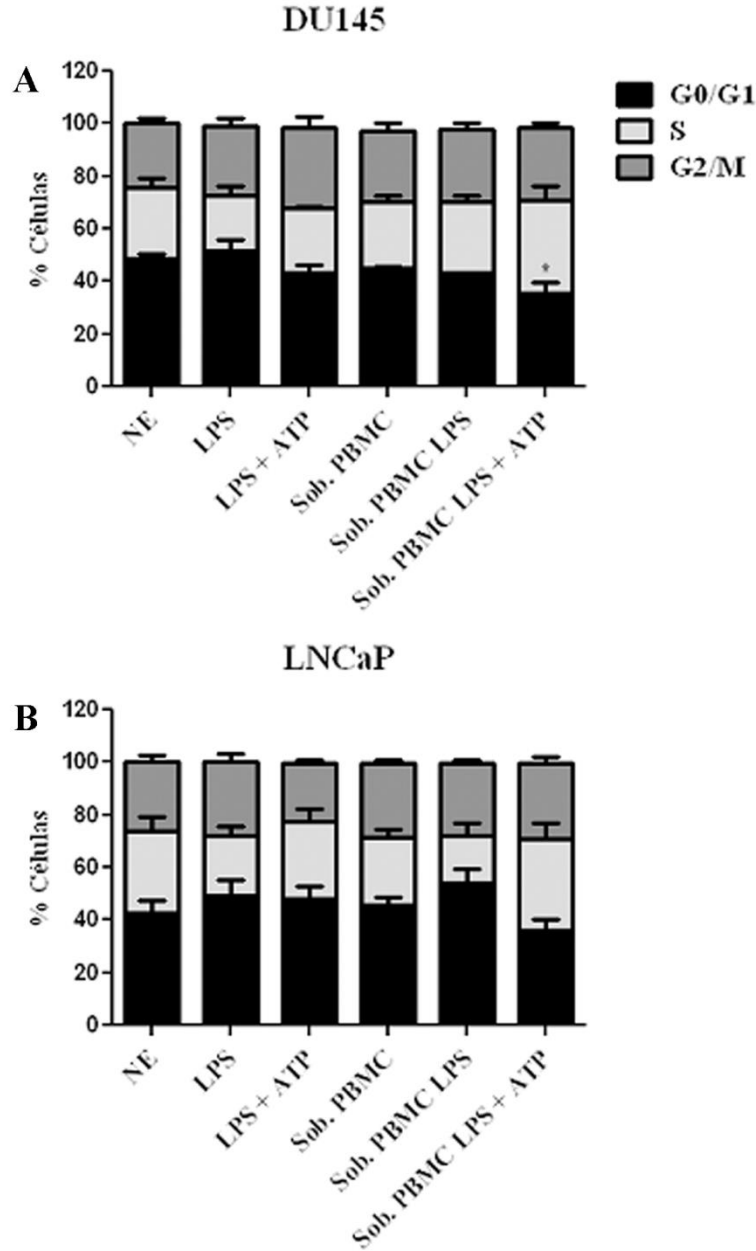 DU145
A
G0/G1
S
G2/M
% Células
120
100
80
60
40
20
0
*
NE
LPS
LPS + ATP
Sob. PBMC
Sob. PBMC LPS
Sob. PBMC LPS + ATP
LNCaP
B
% Células
120
100
80
60
40
20
0
NE
LPS
LPS + ATP
Sob. PBMC
Sob. PBMC LPS
Sob. PBMC LPS + ATP